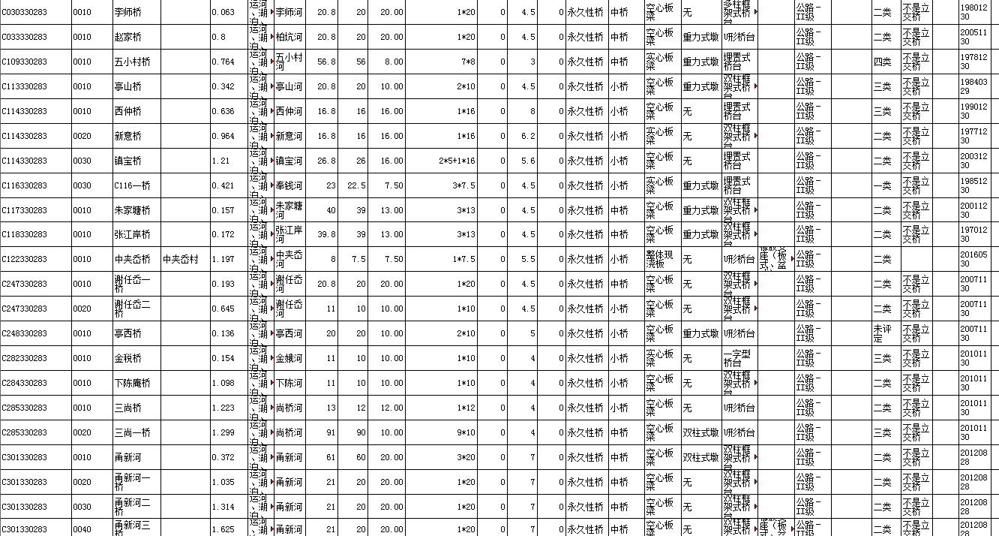 C030330283 0010 李师桥 0.063 运河、湖泊 李师河 20.8 20 20.00 1*20 0 4.5 0 永久性桥 中桥 空心板梁 无 多柱框架式桥 公路-II级 二类 不是立交桥 19801230
C033330283 0010 赵家桥 0.8 运河、湖泊 柏坑河 20.8 20 20.00 1*20 0 4.5 0 永久性桥 中桥 空心板梁 重力式墩 U形桥台 公路-II级 二类 不是立交桥 20051130
C109330283 0010 五小村桥 0.764 运河、湖泊 五小村河 56.8 56 8.00 7*8 0 3 0 永久性桥 中桥 实心板梁 重力式墩 埋置式桥台 公路-II级 四类 不是立交桥 19781230
C113330283 0010 亭山桥 0.342 运河、湖泊 亭山河 20.8 20 10.00 2*10 0 4.5 0 永久性桥 小桥 空心板梁 重力式墩 双柱框架式桥台 公路-II级 三类 不是立交桥 19840329
C114330283 0010 西仲桥 0.636 运河、湖泊 西仲河 16.8 16 16.00 1*16 0 8 0 永久性桥 小桥 空心板梁 无 埋置式桥台 公路-II级 三类 不是立交桥 19901230
C114330283 0020 新意桥 0.964 运河、湖泊 新意河 16.8 16 16.00 1*16 0 6.2 0 永久性桥 小桥 实心板梁 无 双柱框架式桥台 公路-II级 二类 不是立交桥 19771230
C114330283 0030 镇宝桥 1.21 运河、湖泊 镇宝河 26.8 26 16.00 2*5+1*16 0 5.6 0 永久性桥 小桥 空心板梁 无 埋置式桥台 公路-II级 二类 不是立交桥 20031230
C116330283 0030 C116一桥 0.421 运河、湖泊 奉钱河 23 22.5 7.50 3*7.5 0 4.5 0 永久性桥 小桥 实心板梁 重力式墩 埋置式桥台 公路-II级 一类 不是立交桥 19851230
C117330283 0010 朱家塘桥 0.157 运河、湖泊 朱家塘河 40 39 13.00 3*13 0 4.5 0 永久性桥 中桥 空心板梁 重力式墩 双柱框架式桥台 公路-II级 二类 不是立交桥 20011230
C118330283 0010 张江岸桥 0.172 运河、湖泊 张江岸河 39.8 39 13.00 3*13 0 4.5 0 永久性桥 中桥 空心板梁 重力式墩 双柱框架式桥台 公路-II级 二类 不是立交桥 19701230
C122330283 0010 中夹岙桥 中夹岙村 1.197 运河、湖泊 中夹岙河 8 7.5 7.50 1*7.5 0 5.5 0 永久性桥 小桥 整体现浇板 无 U形桥台 座（板式、盆 公路-II级 二类 20160530
C247330283 0010 谢任岙一桥 0.193 运河、湖泊 谢任岙河 20.8 20 20.00 1*20 0 4.5 0 永久性桥 中桥 空心板梁 无 双柱框架式桥台 公路-II级 二类 不是立交桥 20071130
C247330283 0020 谢任岙二桥 0.645 运河、湖泊 谢任岙河 11 10 10.00 1*10 0 4.5 0 永久性桥 小桥 空心板梁 无 双柱框架式桥台 公路-II级 二类 不是立交桥 20071130
C248330283 0010 亭西桥 0.136 运河、湖泊 亭西河 20 20 10.00 2*10 0 5 0 永久性桥 小桥 空心板梁 重力式墩 U形桥台 公路-II级 未评定 不是立交桥 20071130
C282330283 0010 金税桥 0.154 运河、湖泊 金娥河 11 10 10.00 1*10 0 4 0 永久性桥 小桥 实心板梁 无 一字型桥台 公路-II级 三类 不是立交桥 20101130
C284330283 0010 下陈庵桥 1.098 运河、湖泊 下陈河 11 10 10.00 1*10 0 4 0 永久性桥 小桥 空心板梁 无 双柱框架式桥台 公路-II级 二类 不是立交桥 20101130
C285330283 0010 三尚桥 1.223 运河、湖泊 尚桥河 13 12 12.00 1*12 0 4 0 永久性桥 小桥 空心板梁 无 U形桥台 公路-II级 二类 不是立交桥 20101130
C285330283 0020 三尚一桥 1.299 运河、湖泊 尚桥河 91 90 10.00 9*10 0 4 0 永久性桥 中桥 空心板梁 双柱式墩 U形桥台 公路-II级 三类 不是立交桥 20101130
C301330283 0010 甬新河 0.372 运河、湖泊 甬新河 61 60 20.00 3*20 0 7 0 永久性桥 中桥 空心板梁 双柱式墩 双柱框架式桥台 公路-II级 二类 不是立交桥 20120828
C301330283 0020 甬新河一桥 1.035 运河、湖泊 甬新河 21 20 20.00 1*20 0 7 0 永久性桥 中桥 空心板梁 无 双柱框架式桥台 公路-II级 二类 不是立交桥 20120828
C301330283 0030 甬新河二桥 1.314 运河、湖泊 甬新河 21 20 20.00 1*20 0 7 0 永久性桥 中桥 空心板梁 无 双柱框架式桥台 公路-II级 二类 不是立交桥 20120828
C301330283 0040 甬新河三桥 1.625 运河、湖泊 甬新河 21 20 20.00 1*20 0 7 0 永久性桥 中桥 空心板梁 无 双柱框架式桥 座（板 公路-II级 二类 不是立交桥 20120828